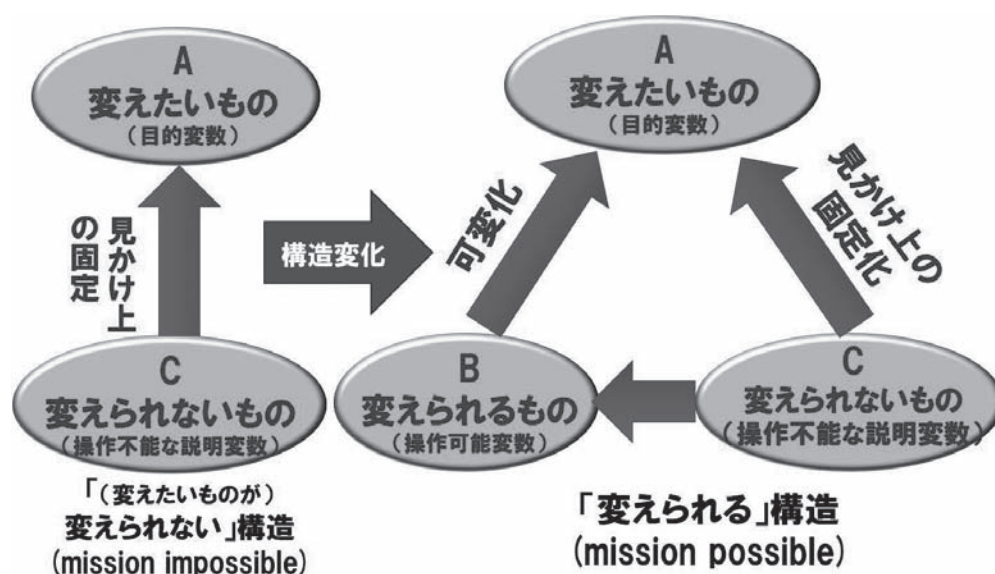 A
変えたいもの
（目的変数）
見かけ上
の固定
C
変えられないもの
（操作不能な説明変数）
「（変えたいものが）
変えられない」構造
(mission impossible)
構造変化
A
変えたいもの
（目的変数）
可変化
見かけ上の
固定化
B
変えられるもの
（操作可能変数）
C
変えられないもの
（操作不能な説明変数）
「変えられる」構造
(mission possible)